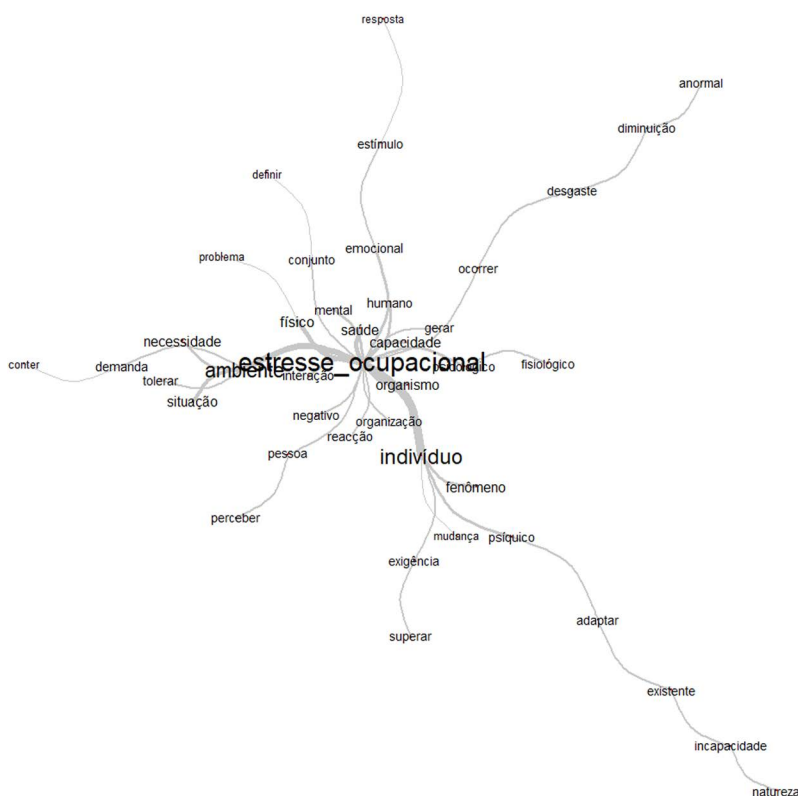 resposta
anormal
diminuição
estímulo
definir
desgaste
emocional
problema
conjunto
ocorrer
humano
mental
físico
saúde
gerar
necessidade
capacidade
conter
demanda
ambiente
estresse_ocupacional
psicológico
fisiológico
interação
tolerar
organismo
situação
negativo
organização
reacção
pessoa
indivíduo
fenômeno
perceber
mudança
psíquico
exigência
adaptar
superar
existente
incapacidade
natureza